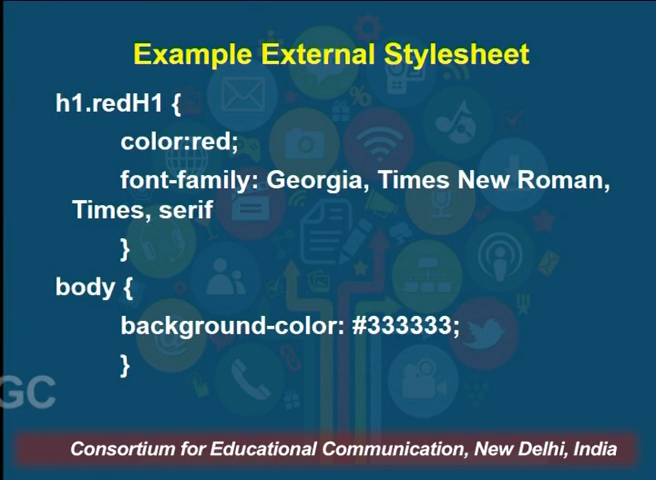 Example External Stylesheet
h1.redH1 {
color:red;
font-family: Georgia, Times New Roman,
Times, serif
}
body {
background-color: #333333;
}
GC
Consortium for Educational Communication, New Delhi, India